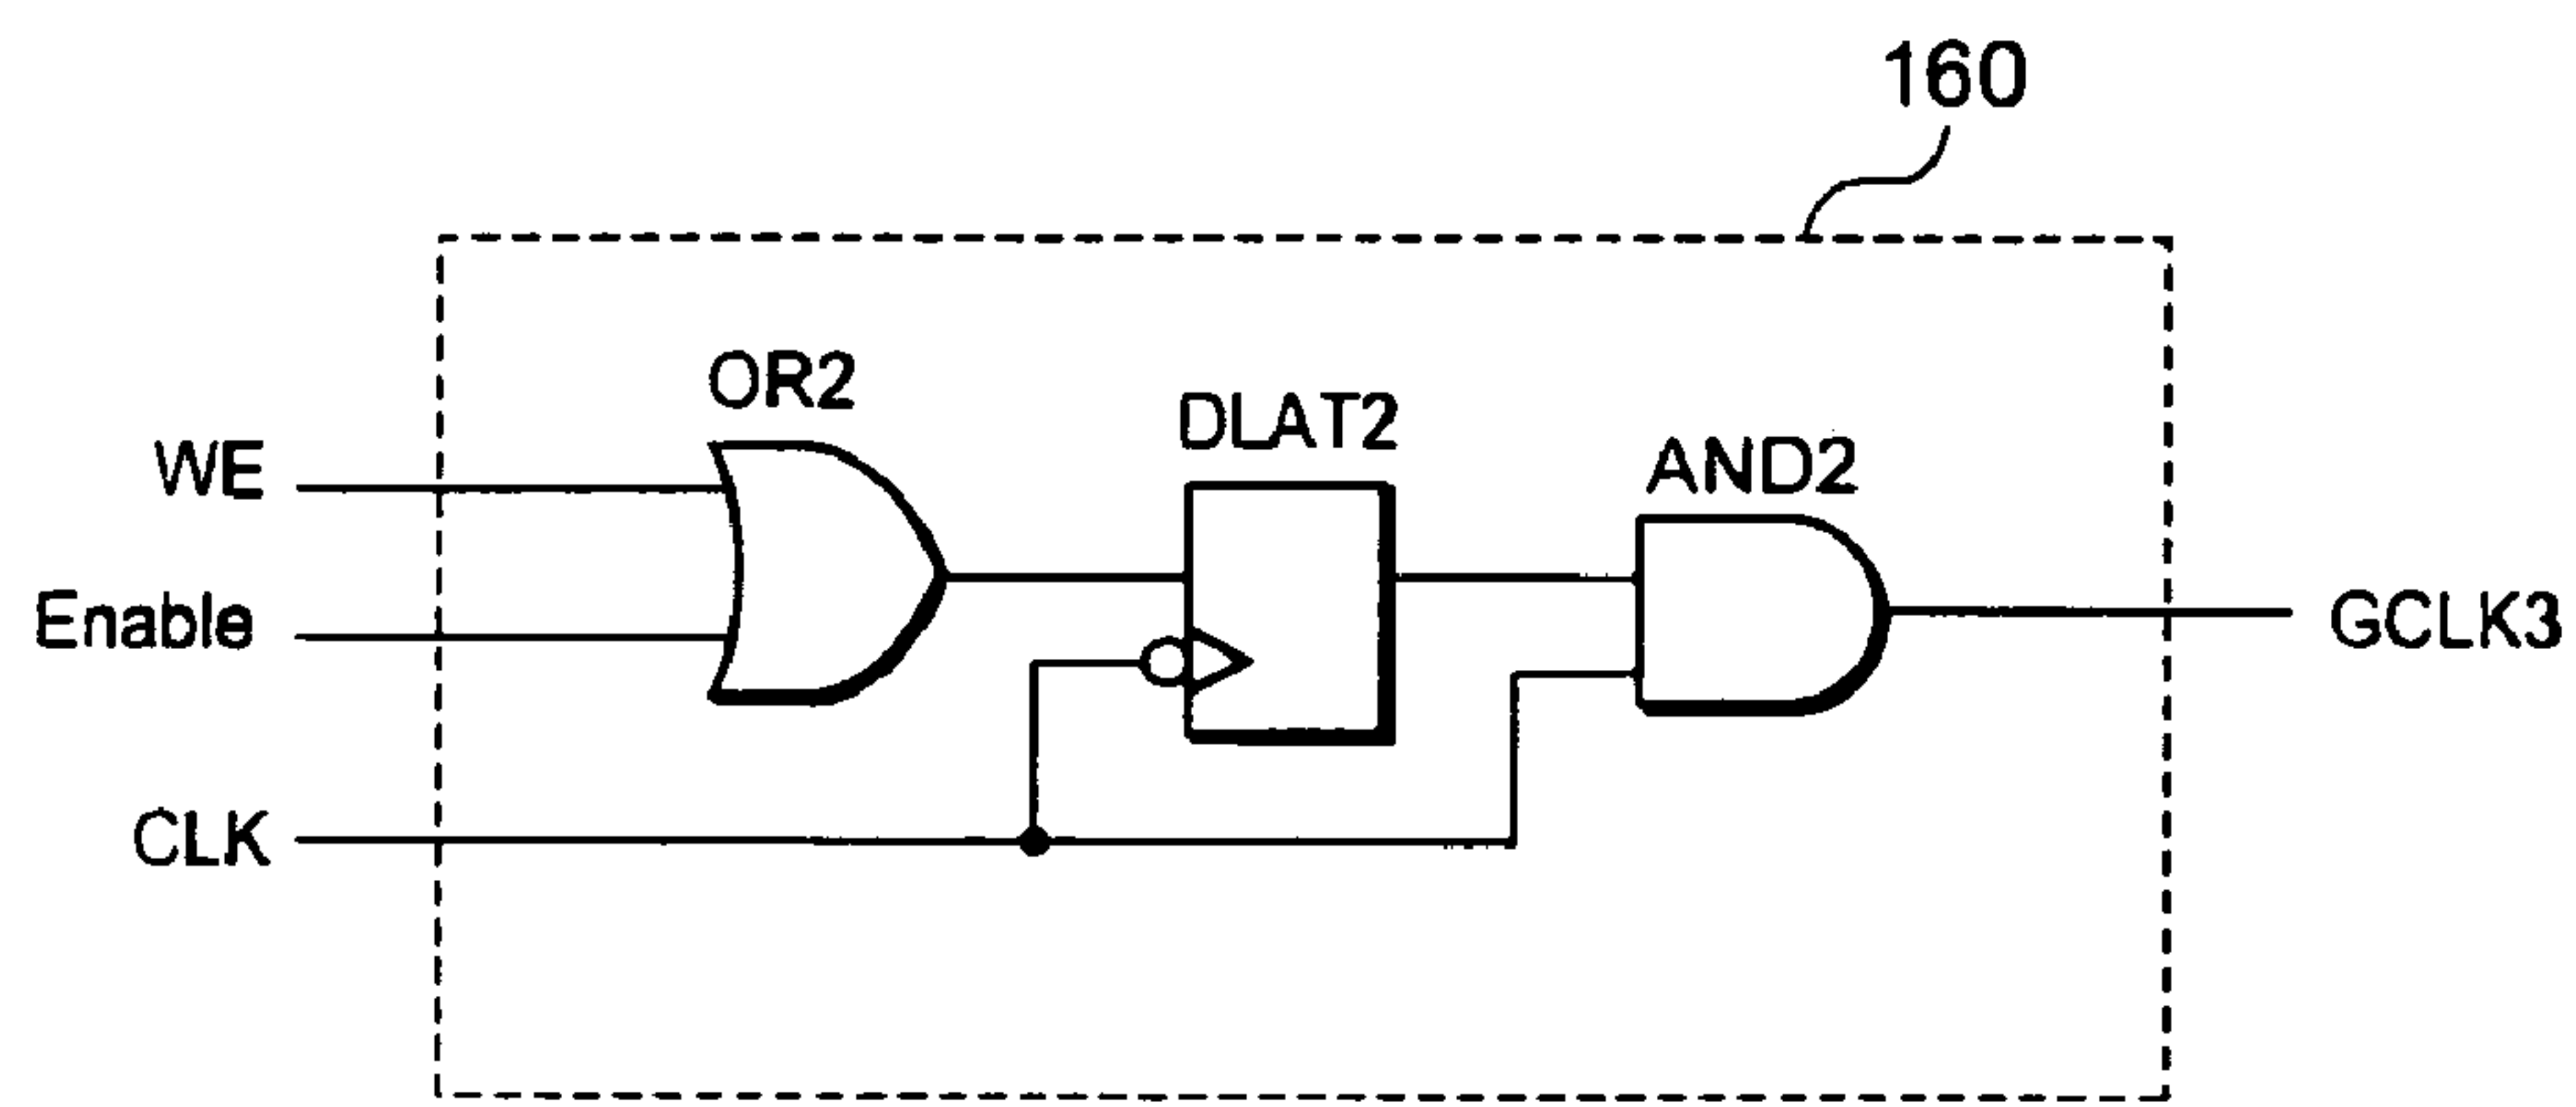 160
OR2
DLAT2
AND2
WE
Enable
CLK
GCLK3